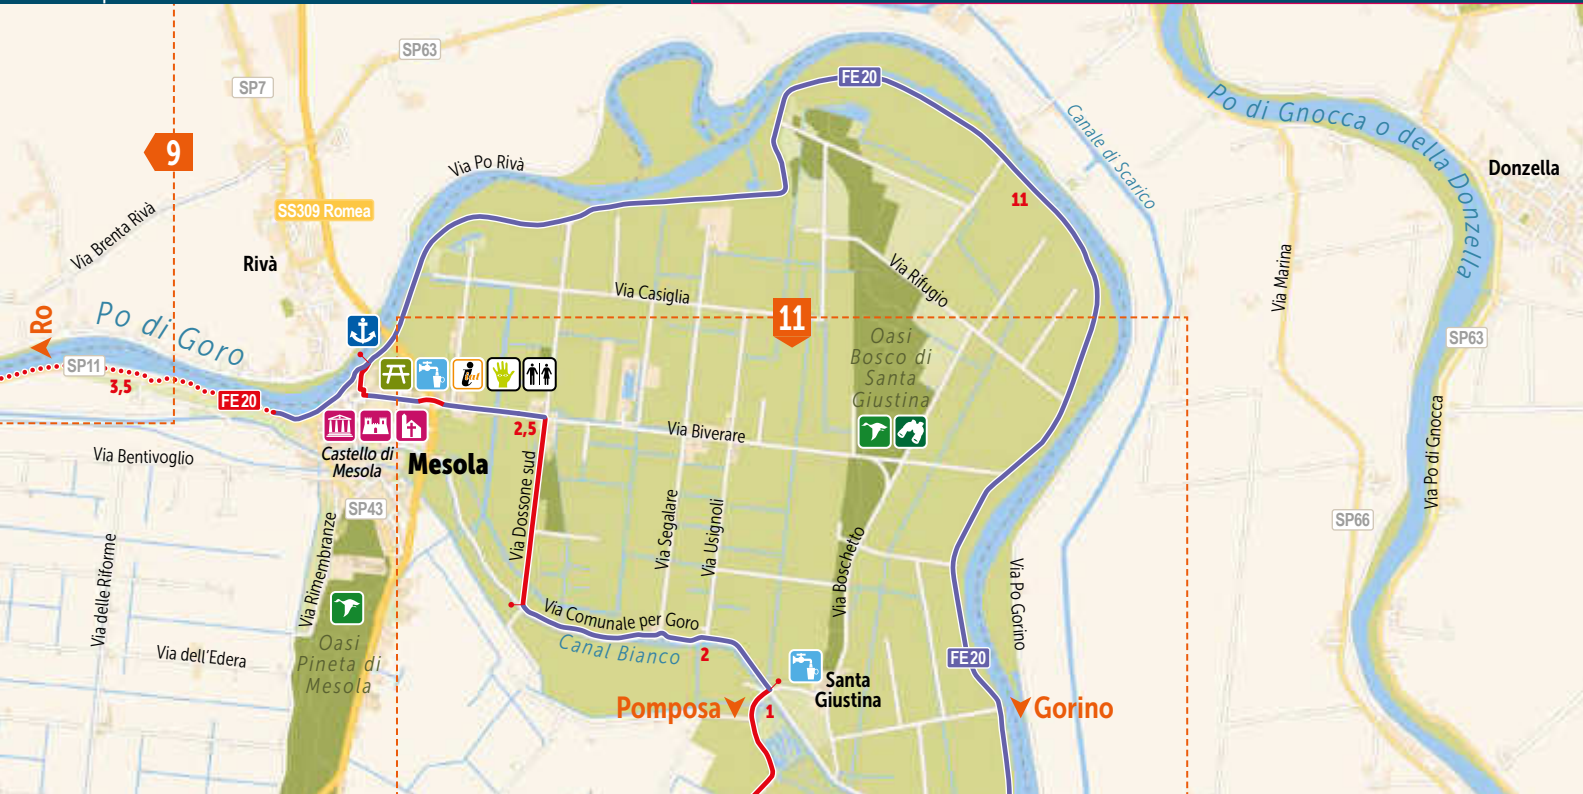 SP63
SP7
FE20
Po di Gnocca o della Donzella
Canale di Scarico
9
Via Po Rivà
Donzella
11
SS309 Romea
Via Brenta Rivà
Rivà
Via Rifugio
Via Marina
Via Casiglia
Po di Goro
Ro
11
Oasi
Bosco di
Santa
Giustina
SP63
SP11
3,5
FE20
2,5
Via Biverare
Castello di
Mesola
Mesola
Via Bentivoglio
Via Po di Gnocca
SP43
Via Dossone sud
Via Segalare
Via Usignoli
SP66
Via Rimembranze
Via delle Riforme
Via Boschetto
Via Po Gorino
Via Comunale per Goro
Canal Bianco
2
Via dell'Edera
Oasi
Pineta di
Mesola
FE20
Santa
Giustina
Pomposa
1
Gorino